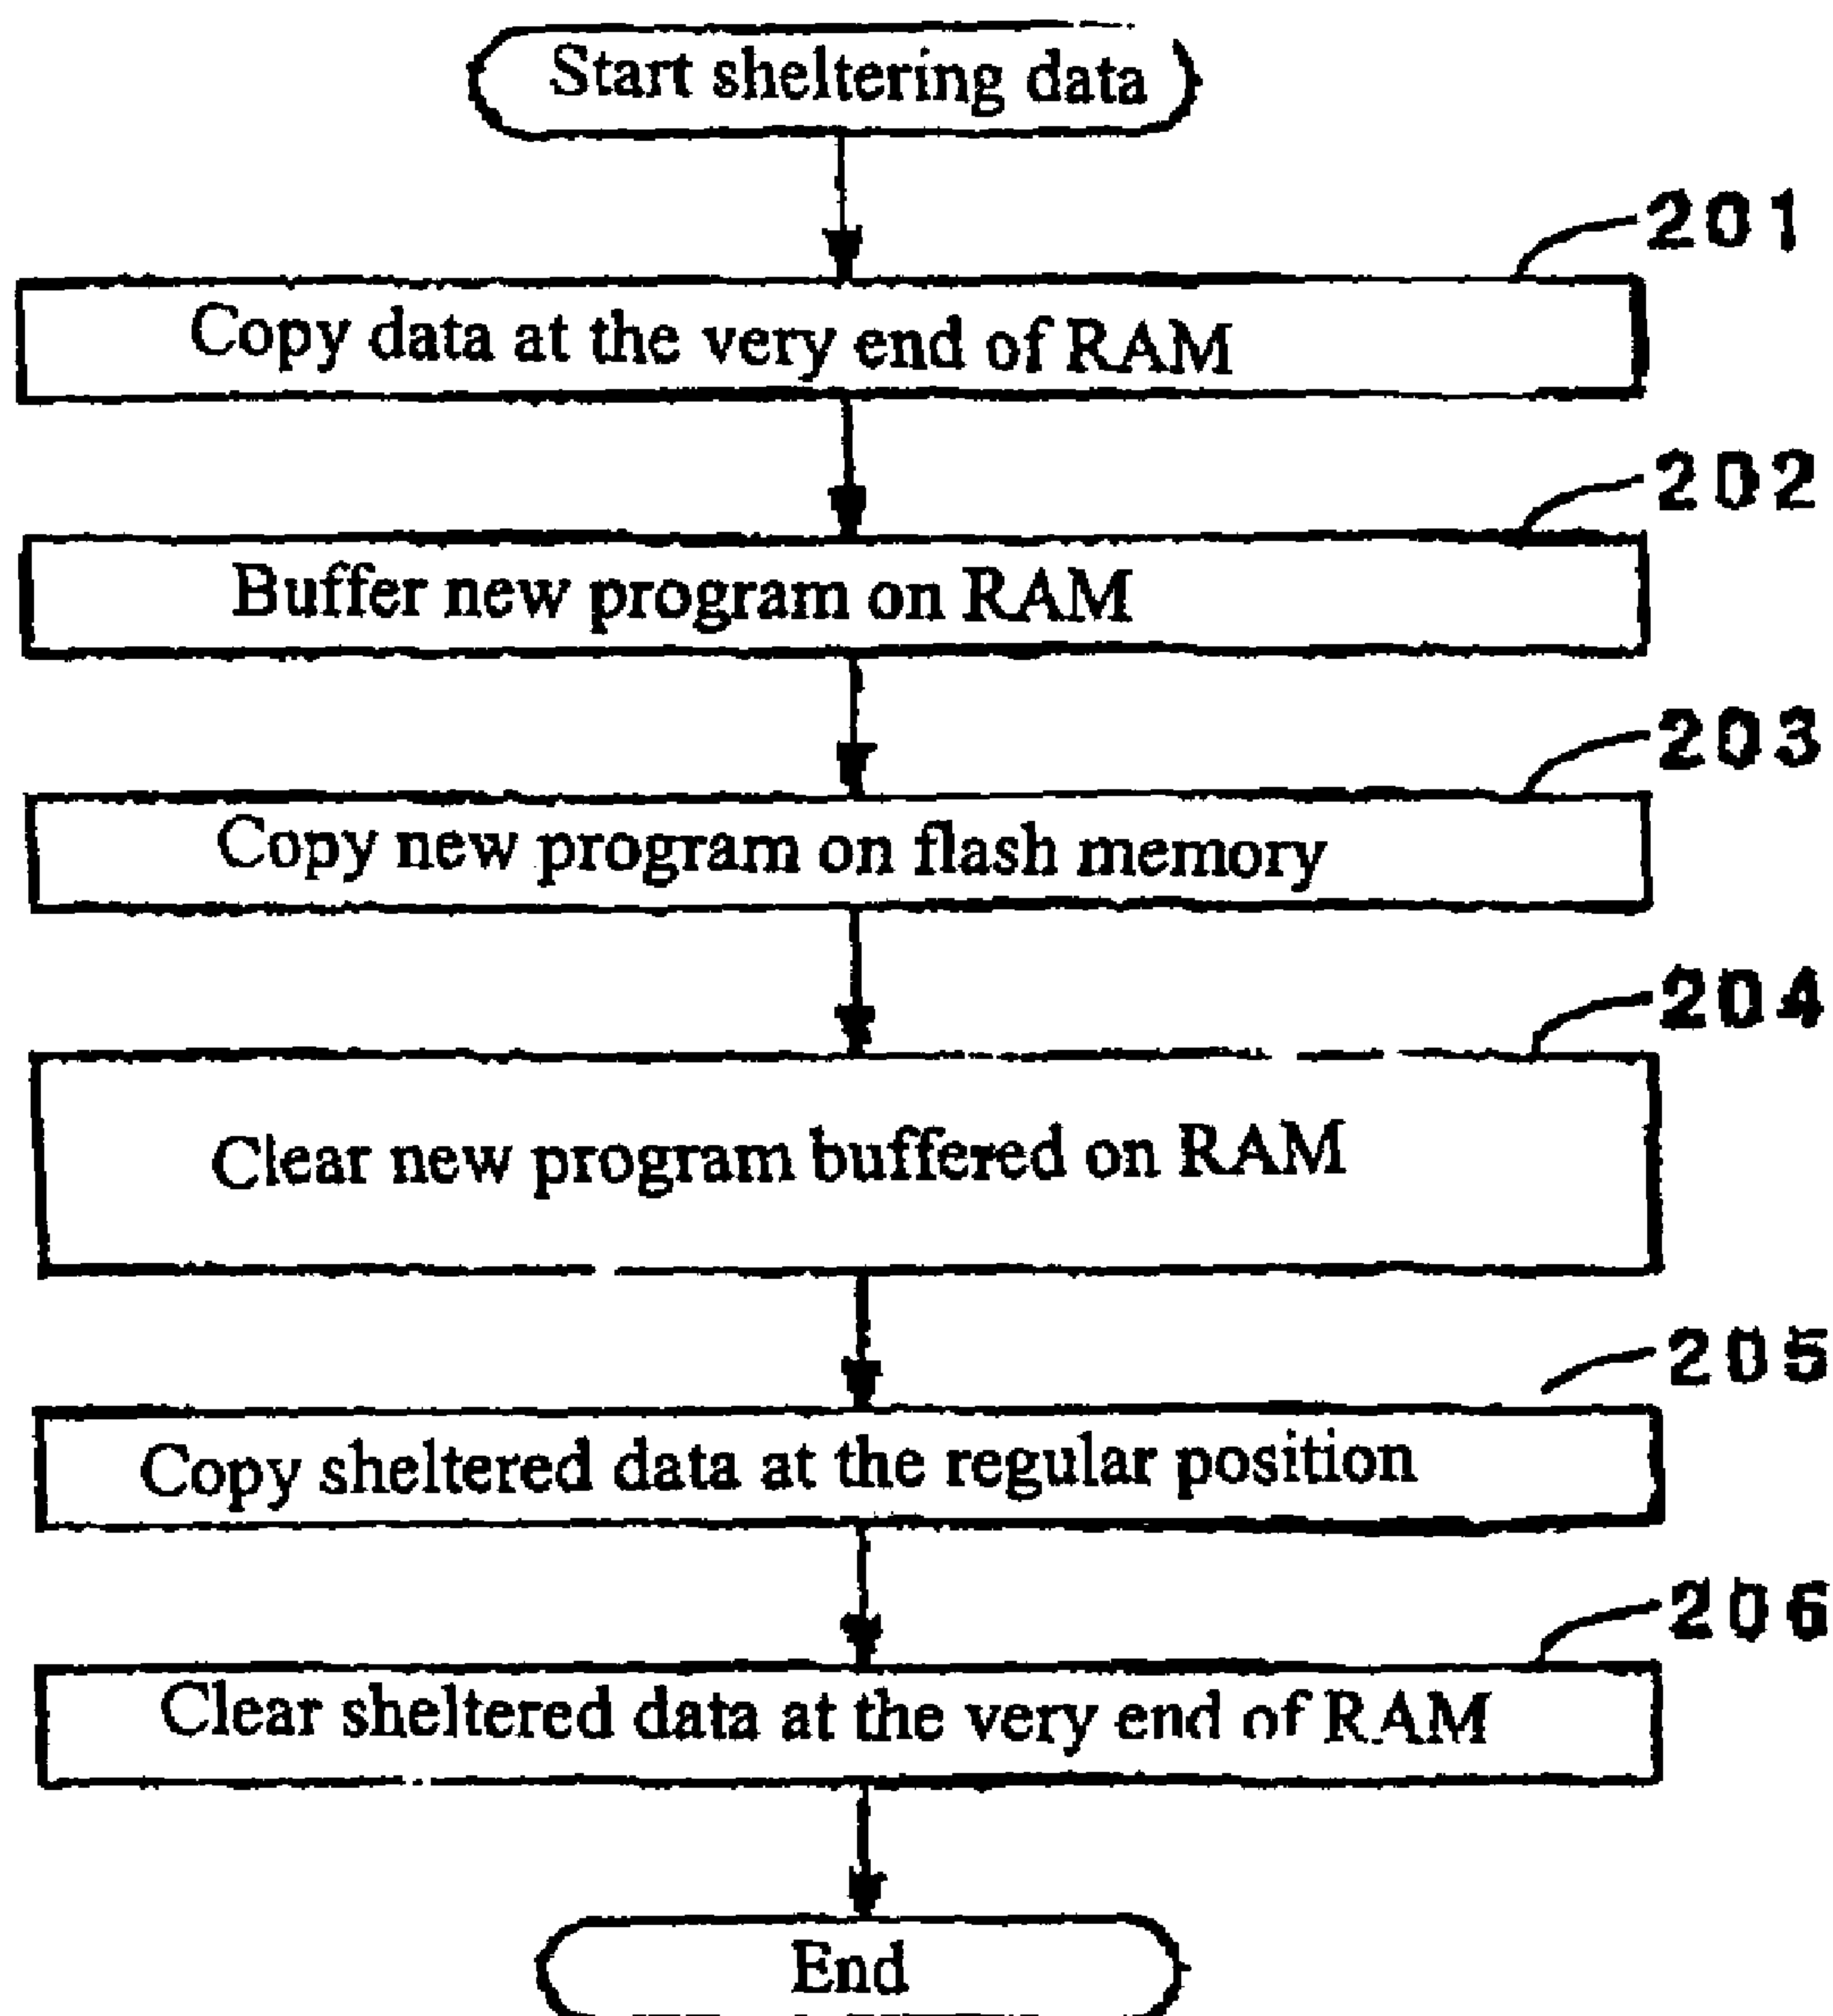 Start sheltering data
201
Copy data at the very end of RAM
202
Buffer new program on RAM
203
Copy new program on flash memory
204
Clear new program buffered on RAM
205
Copy sheltered data at the regular position
206
Clear sheltered data at the very end of RAM
End